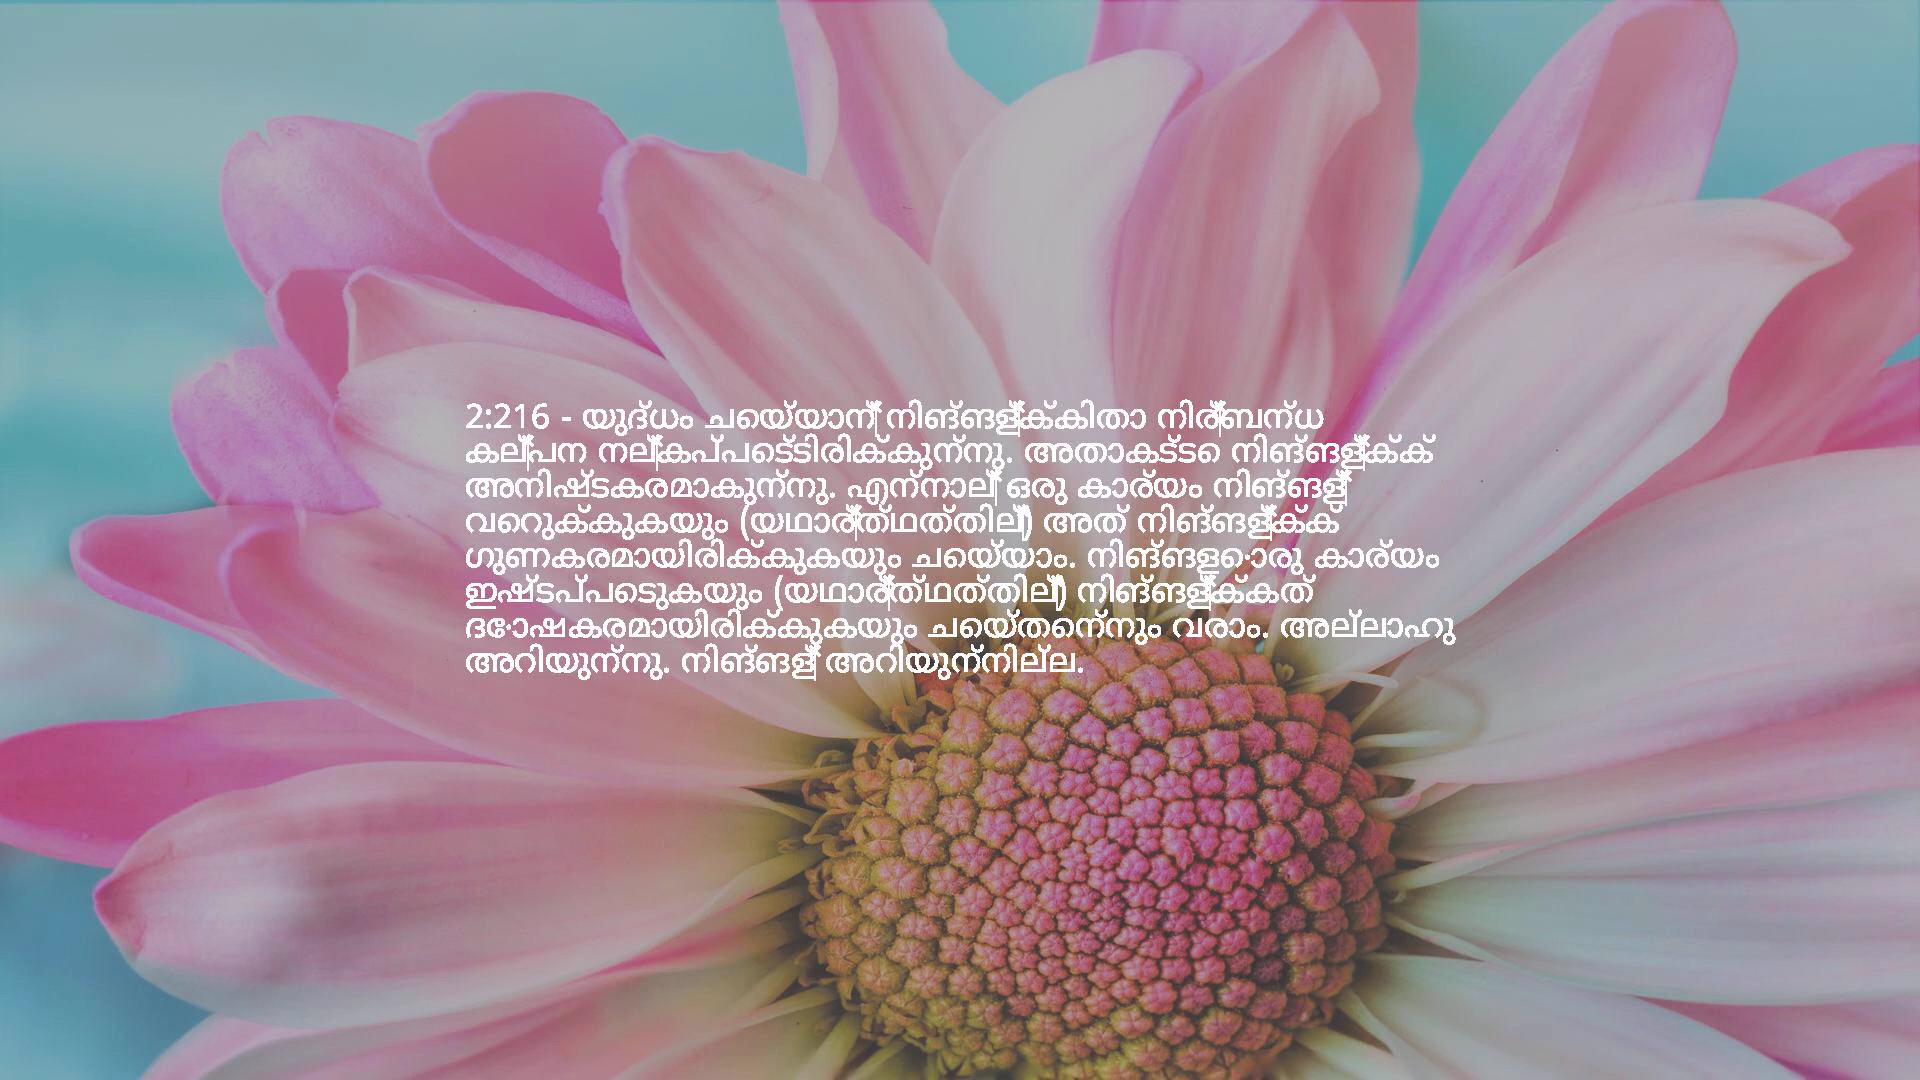 2:216 - യുദ്ധം ചെയ്യാന്‍ നിങ്ങള്‍ക്കിതാ നിര്‍ബന്ധ
കല്‍പന നല്‍കപ്പെട്ടിരിക്കുന്നു. അതാകട്ടെ നിങ്ങള്‍ക്ക്
അനിഷ്ടകരമാകുന്നു. എന്നാല്‍ ഒരു കാര്യം നിങ്ങള്‍
വെറുക്കുകയും (യഥാര്‍ത്ഥത്തില്‍) അത് നിങ്ങള്‍ക്ക്
ഗുണകരമായിരിക്കുകയും ചെയ്യാം. നിങ്ങളൊരു കാര്യം
ഇഷ്ടപ്പെടുകയും (യഥാര്‍ത്ഥത്തില്‍) നിങ്ങള്‍ക്കത്
ദോഷകരമായിരിക്കുകയും ചെയ്തെന്നും വരാം. അല്ലാഹു
അറിയുന്നു. നിങ്ങള്‍ അറിയുന്നില്ല.